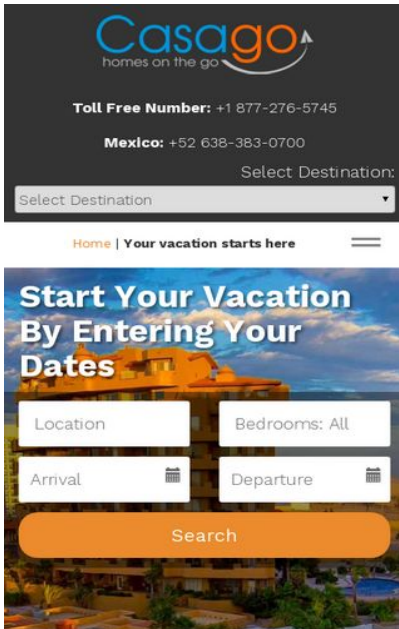 Casago
homes on the go
Toll Free Number: +1 877-276-5745
Mexico: +52 638-383-0700
Select Destination:
Select Destination
Home | Your vacation starts here
Start Your Vacation
By Entering Your
Dates
Location
Bedrooms: All
Arrival
Departure
Search